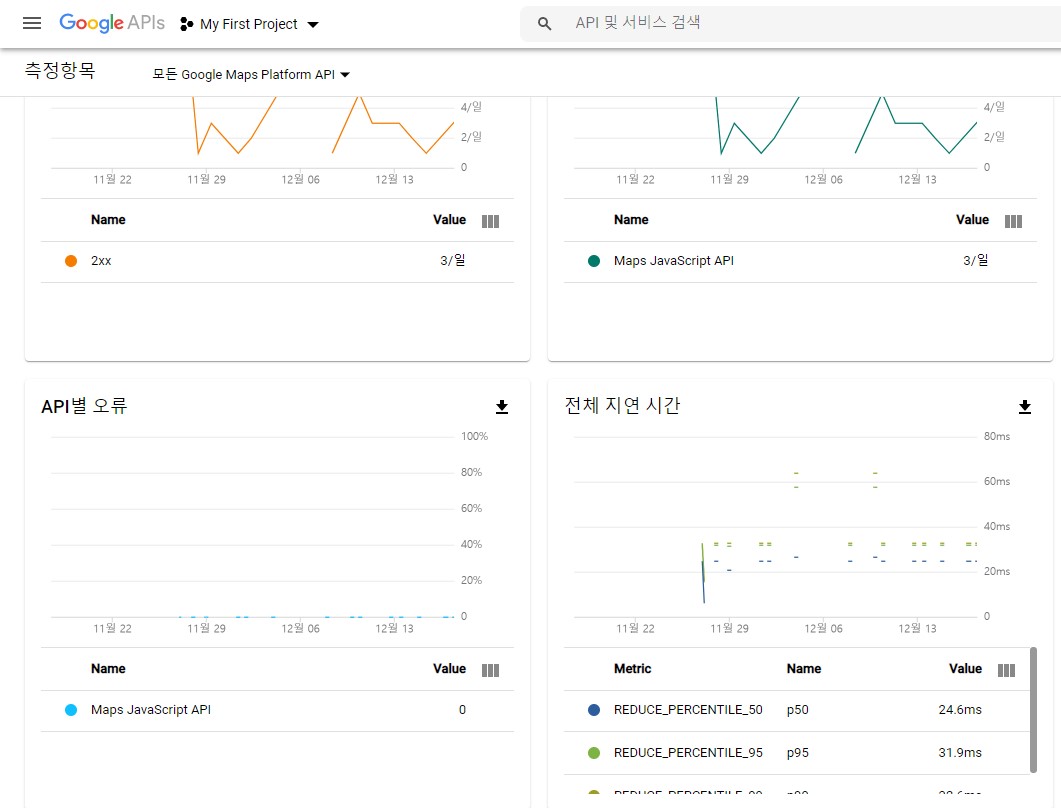 Google APIs My First Project API 및 서비스 검색
측정항목 모든 Google Maps Platform API
4/일
2/일
0
11월 22 11월 29 12월 06 12월 13
Name Value
2xx 3/일
4/일
2/일
0
11월 22 11월 29 12월 06 12월 13
Name Value
Maps JavaScript API 3/일
API별 오류
100%
80%
60%
40%
20%
0
11월 22 11월 29 12월 06 12월 13
Name Value
Maps JavaScript API 0
전체 지연 시간
80ms
60ms
40ms
20ms
0
11월 22 11월 29 12월 06 12월 13
Metric Name Value
REDUCE_PERCENTILE_50 p50 24.6ms
REDUCE_PERCENTILE_95 p95 31.9ms